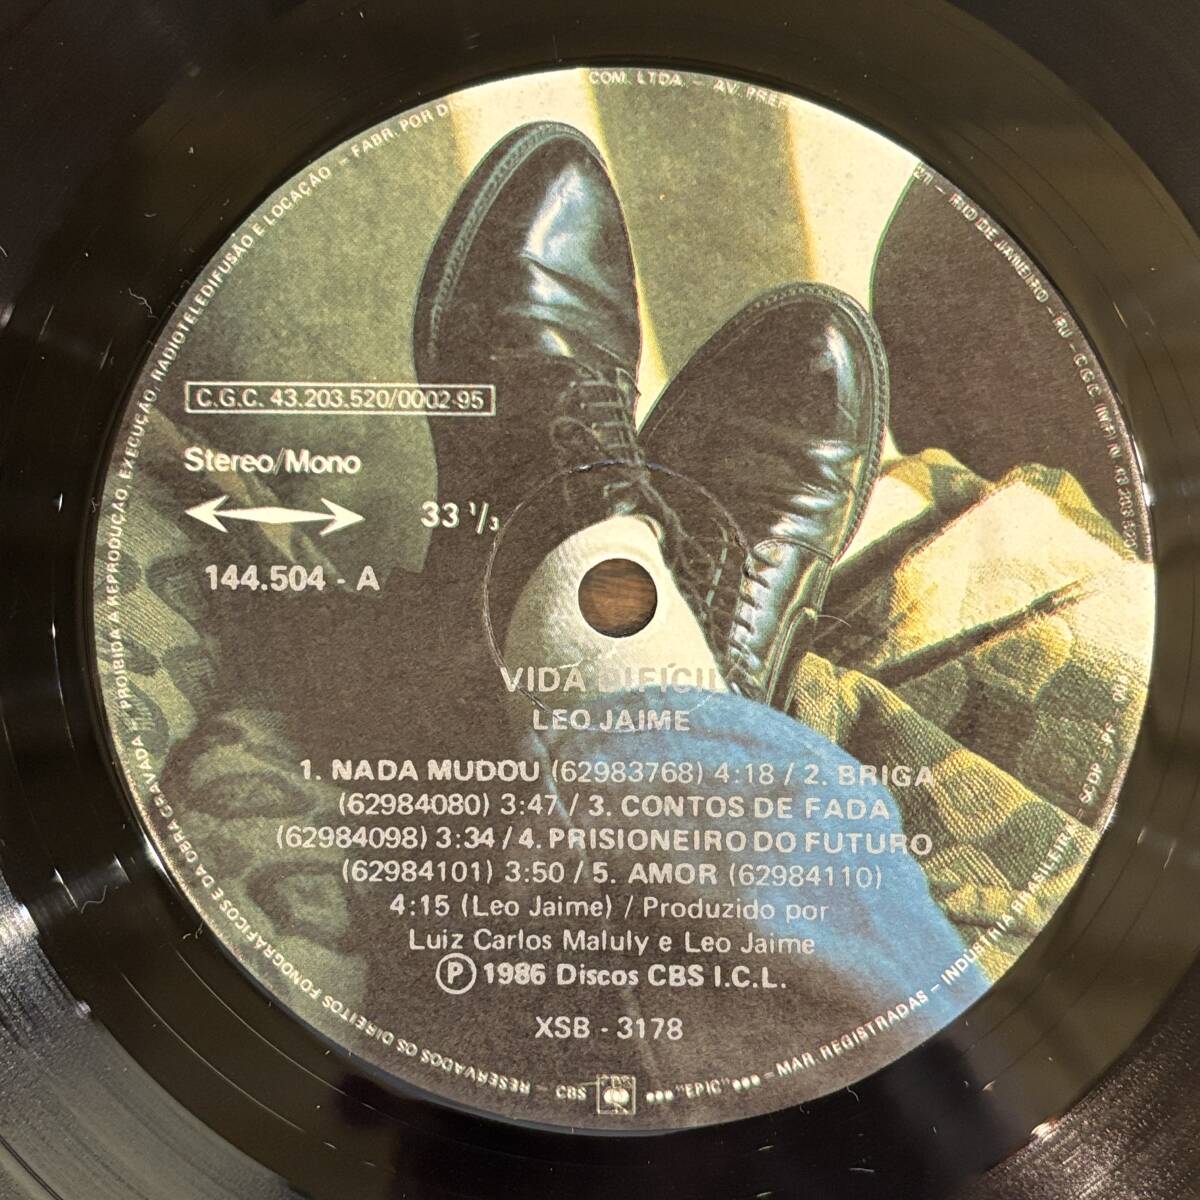 C.G.C. 43.203.520/0002-95
Stereo/Mono
33 1/3
144.504 - A
VIDA DIFÍCIL
LEO JAIME
1. NADA MUDOU (62983768) 4:18 / 2. BRIGA
(62984080) 3:47 / 3. CONTOS DE FADA
(62984098) 3:34 / 4. PRISIONEIRO DO FUTURO
(62984101) 3:50 / 5. AMOR (62984110)
4:15 (Leo Jaime) / Produzido por
Luiz Carlos Maluly e Leo Jaime
℗ 1986 Discos CBS I.C.L.
XSB - 3178
RESERVADOS OS DIREITOS FONOGRÁFICOS E DA OBRA GRAVADA - PROIBIDA A REPRODUÇÃO, EXECUÇÃO, RADIOTELEDIFUSÃO E LOCAÇÃO - FABR. POR D
COM. LTDA. - AV. PREF
- RIO DE JANEIRO - RJ - C.G.C.
SCDP
INDÚSTRIA BRASILEIRA
CBS ●●● "EPIC" ●●● - MAR. REGISTRADAS -